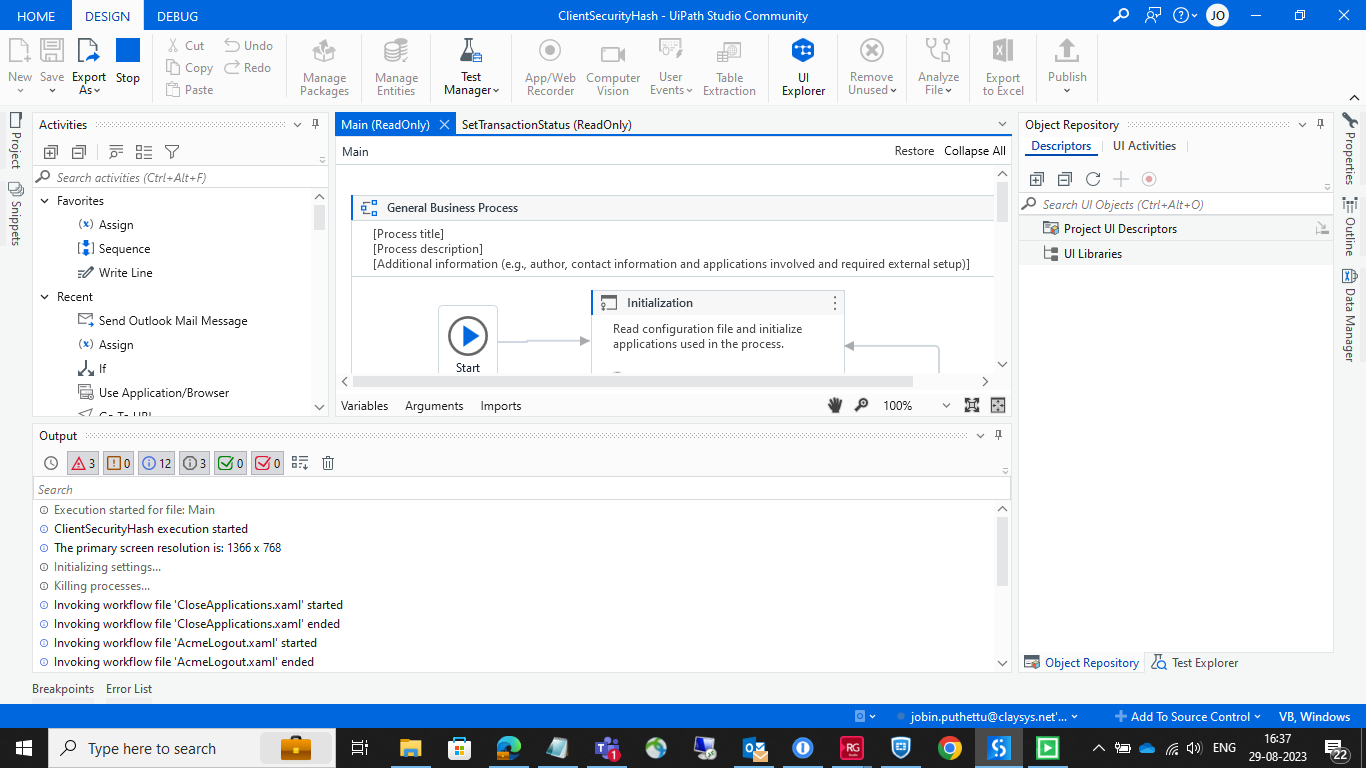 HOME DESIGN DEBUG ClientSecurityHash - UiPath Studio Community JO
New Save Export As Stop Cut Copy Paste Undo Redo Manage Packages Manage Entities Test Manager App/Web Recorder Computer Vision User Events Table Extraction UI Explorer Remove Unused Analyze File Export to Excel Publish
Project
Snippets
Activities
Search activities (Ctrl+Alt+F)
Favorites
Assign
Sequence
Write Line
Recent
Send Outlook Mail Message
Assign
If
Use Application/Browser
Go To URL
Main (ReadOnly) SetTransactionStatus (ReadOnly)
Main Restore Collapse All
General Business Process
[Process title]
[Process description]
[Additional information (e.g., author, contact information and applications involved and required external setup)]
Start
Initialization
Read configuration file and initialize
applications used in the process.
Variables Arguments Imports 100%
Object Repository
Descriptors UI Activities
Search UI Objects (Ctrl+Alt+O)
Project UI Descriptors
UI Libraries
Properties
Outline
Data Manager
Output
3 0 12 3 0 0
Search
Execution started for file: Main
ClientSecurityHash execution started
The primary screen resolution is: 1366 x 768
Initializing settings...
Killing processes...
Invoking workflow file 'CloseApplications.xaml' started
Invoking workflow file 'CloseApplications.xaml' ended
Invoking workflow file 'AcmeLogout.xaml' started
Invoking workflow file 'AcmeLogout.xaml' ended
Object Repository Test Explorer
Breakpoints Error List
jobin.puthettu@claysys.net'... Add To Source Control VB, Windows
Type here to search
1
RG
ENG
16:37
29-08-2023
22